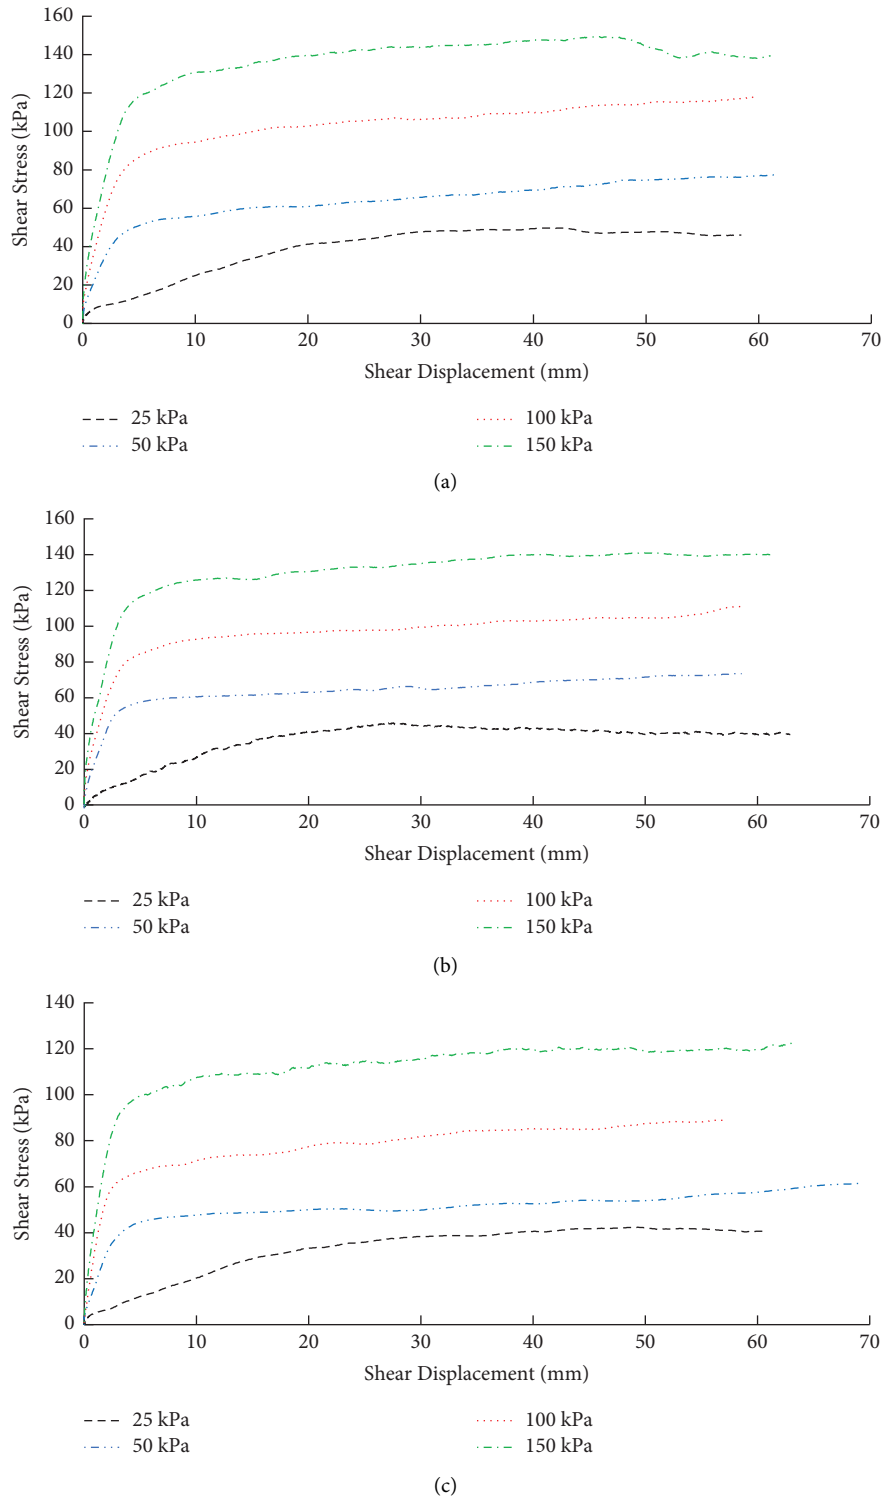 160
140
120
100
80
60
40
20
0
Shear Stress (kPa)
0 10 20 30 40 50 60 70
Shear Displacement (mm)
25 kPa 100 kPa
50 kPa 150 kPa
(a)
160
140
120
100
80
60
40
20
0
Shear Stress (kPa)
0 10 20 30 40 50 60 70
Shear Displacement (mm)
25 kPa 100 kPa
50 kPa 150 kPa
(b)
140
120
100
80
60
40
20
0
Shear Stress (kPa)
0 10 20 30 40 50 60 70
Shear Displacement (mm)
25 kPa 100 kPa
50 kPa 150 kPa
(c)